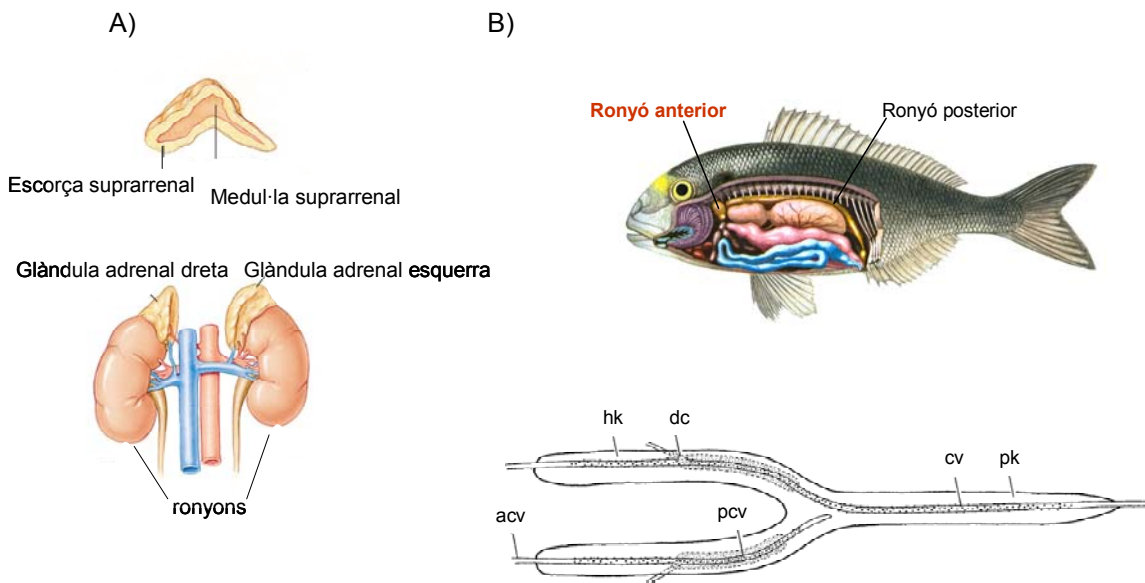 A)
B)
Escorça suprarrenal
Medul·la suprarrenal
Glàndula adrenal dreta
Glàndula adrenal esquerra
ronyons
Ronyó anterior
Ronyó posterior
hk
dc
cv
pk
acv
pcv